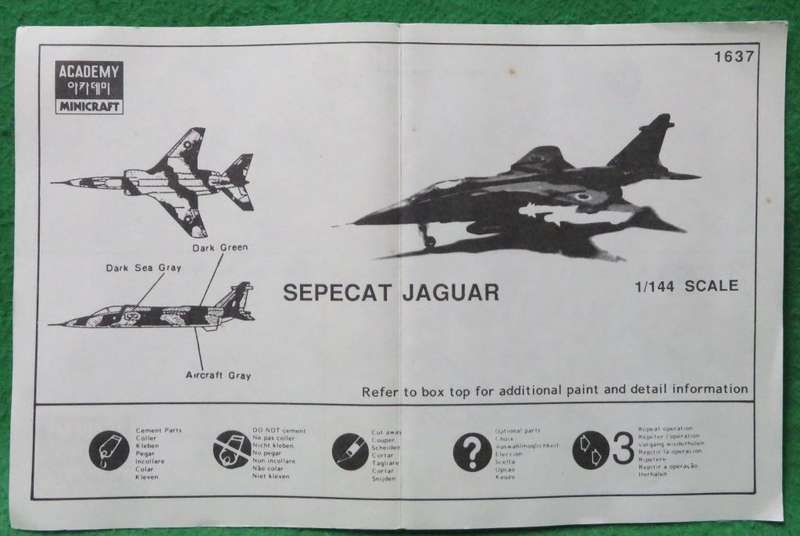 1637
ACADEMY
아카데미
MINICRAFT
Dark Green
Dark Sea Gray
Aircraft Gray
SEPECAT JAGUAR
1/144 SCALE
Refer to box top for additional paint and detail information
Cement Parts
Coller
Kleben
Pegar
Incollare
Colar
Kleven
DO NOT cement
Ne pas coller
Nicht kleben
No pegar
Non incollare
Não colar
Niet kleven
Cut away
Couper
Scheiden
Cortar
Tagliare
Cortar
Snijden
Optional parts
Choix
Auswahlmöglichkeit
Eleccion
Scelta
Opcao
Keuze
3
Repeat operation
Répéter l'operation
Vorgang wiederholen
Repetir la operación
Ripetere
Repetir a operação
Herhalen